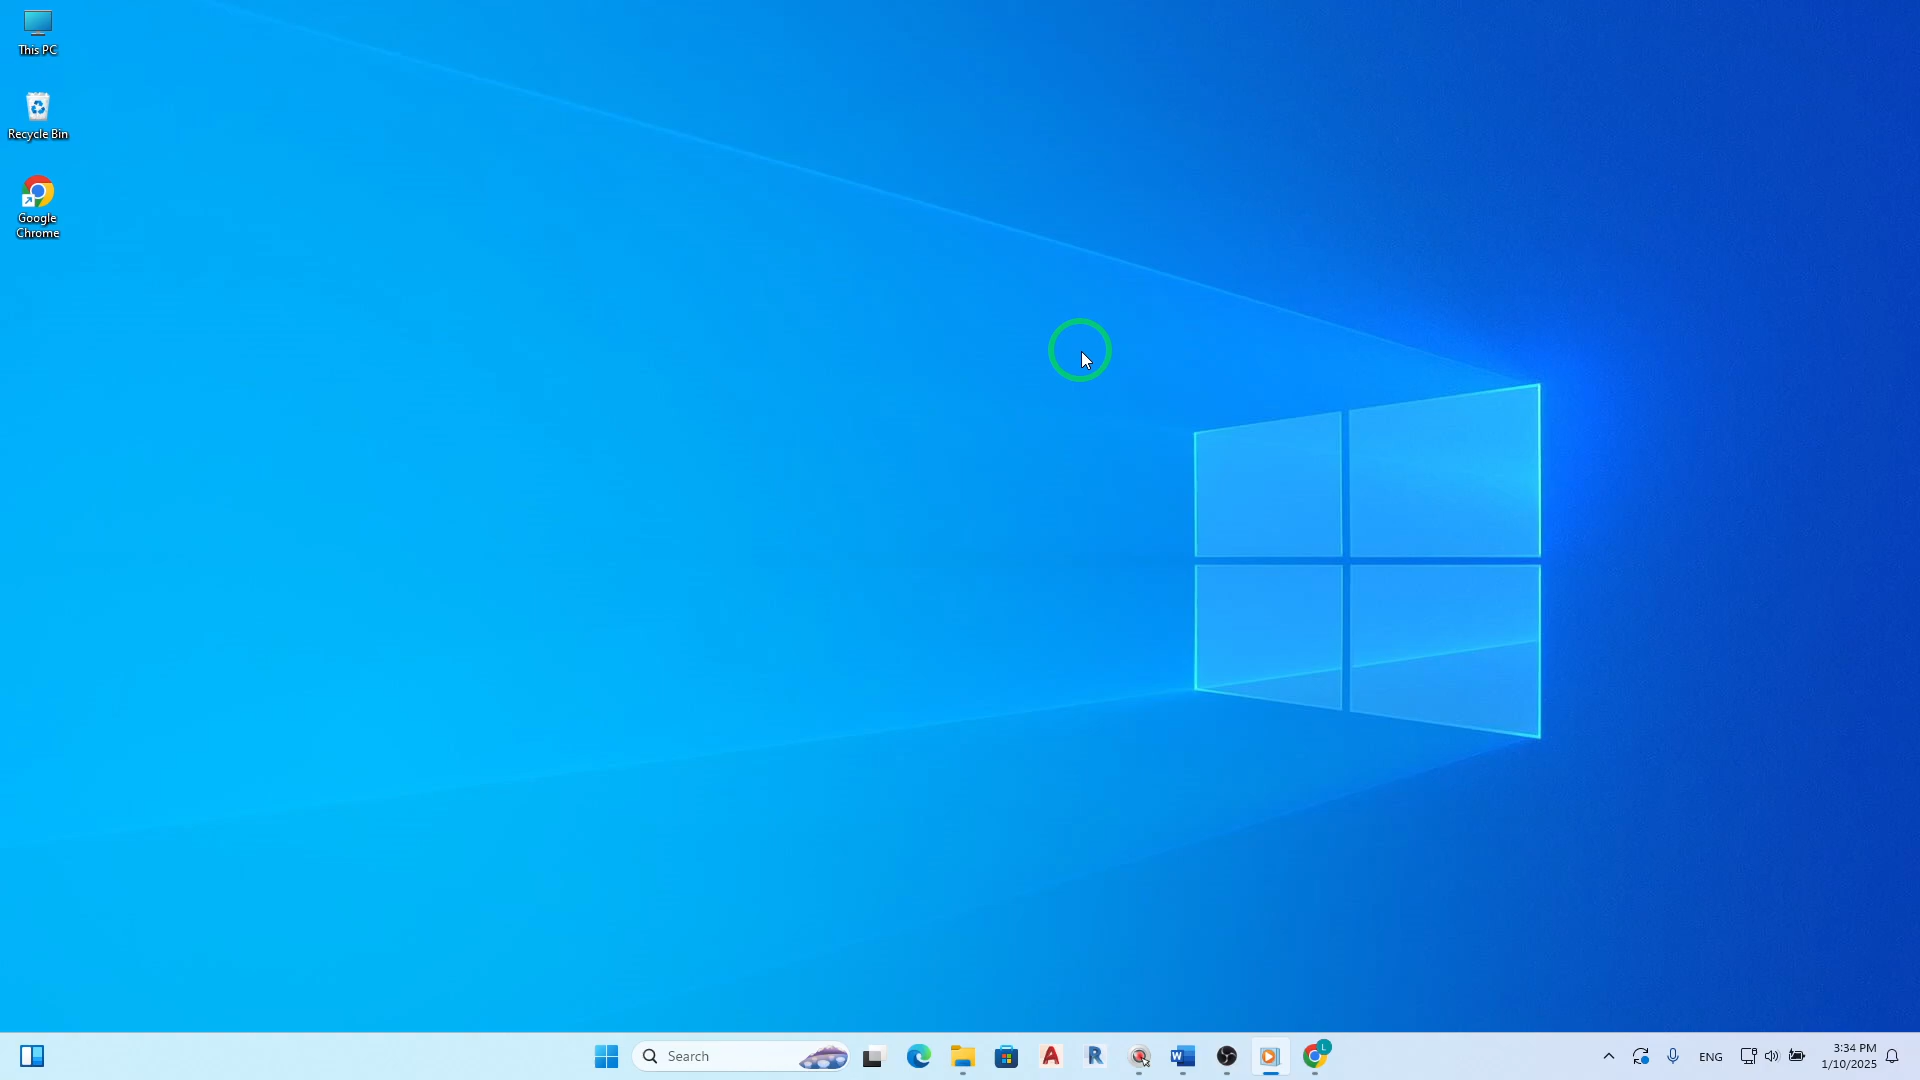 This PC
Recycle Bin
Google
Chrome
Search
A
R
W
L
ENG
3:34 PM
1/10/2025